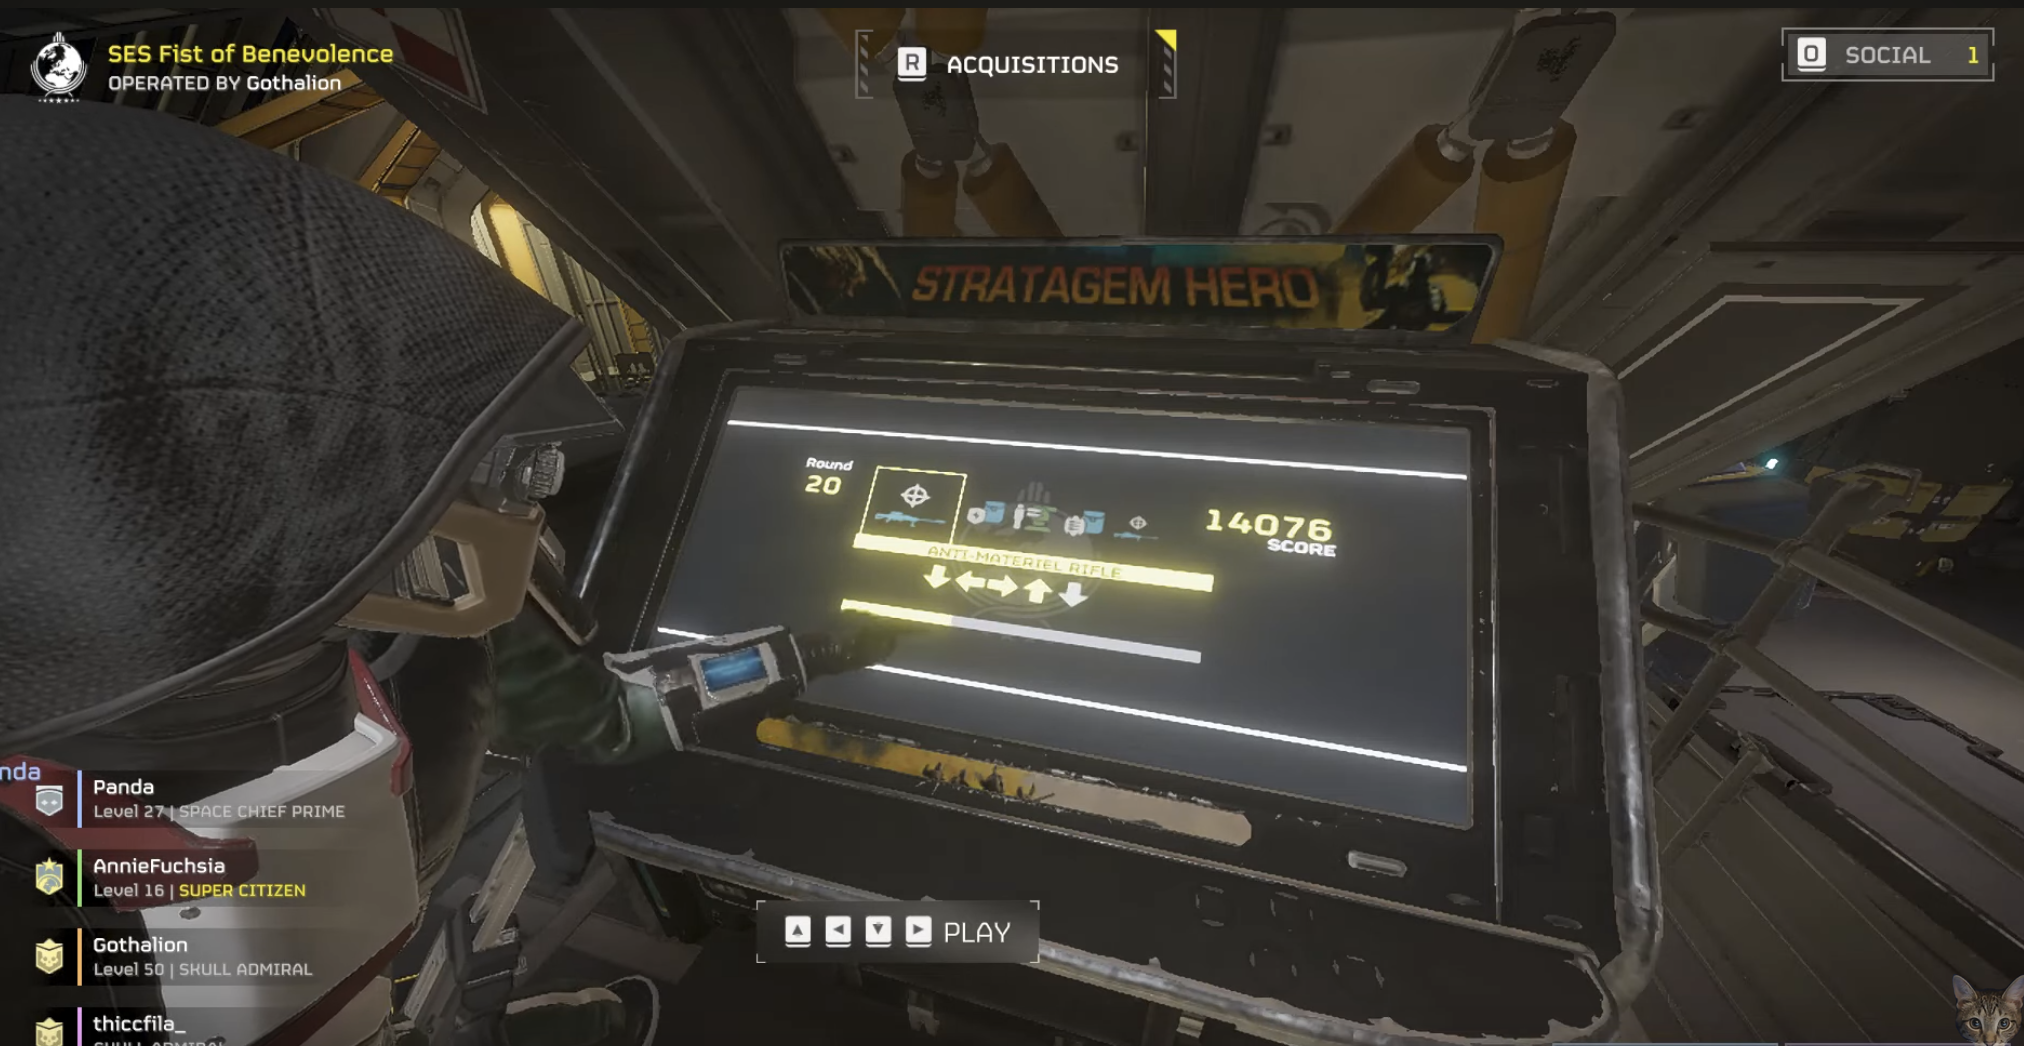 SES Fist of Benevolence
OPERATED BY Gothalion
R ACQUISITIONS
O SOCIAL 1
STRATAGEM HERO
Round
20
14076
SCORE
ANTI-MATERIEL RIFLE
PLAY
nda
Panda
Level 27 | SPACE CHIEF PRIME
AnnieFuchsia
Level 16 | SUPER CITIZEN
Gothalion
Level 50 | SKULL ADMIRAL
thiccfila_
SKULL ADMIRAL